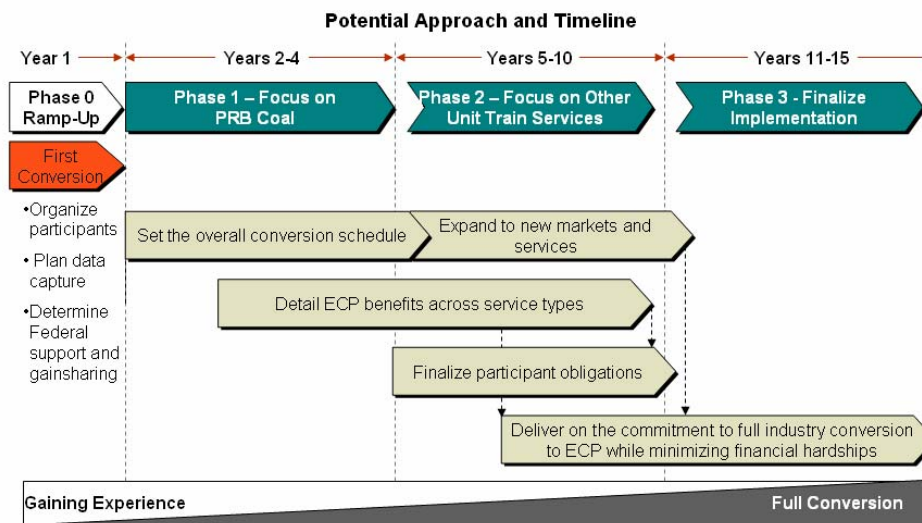 Potential Approach and Timeline
Year 1
Years 2-4
Years 5-10
Years 11-15
Phase 0
Ramp-Up
Phase 1 – Focus on
PRB Coal
Phase 2 – Focus on Other
Unit Train Services
Phase 3 - Finalize
Implementation
First
Conversion
•Organize
participants
• Plan data
capture
•Determine
Federal
support and
gainsharing
Set the overall conversion schedule
Expand to new markets and
services
Detail ECP benefits across service types
Finalize participant obligations
Deliver on the commitment to full industry conversion
to ECP while minimizing financial hardships
Gaining Experience
Full Conversion